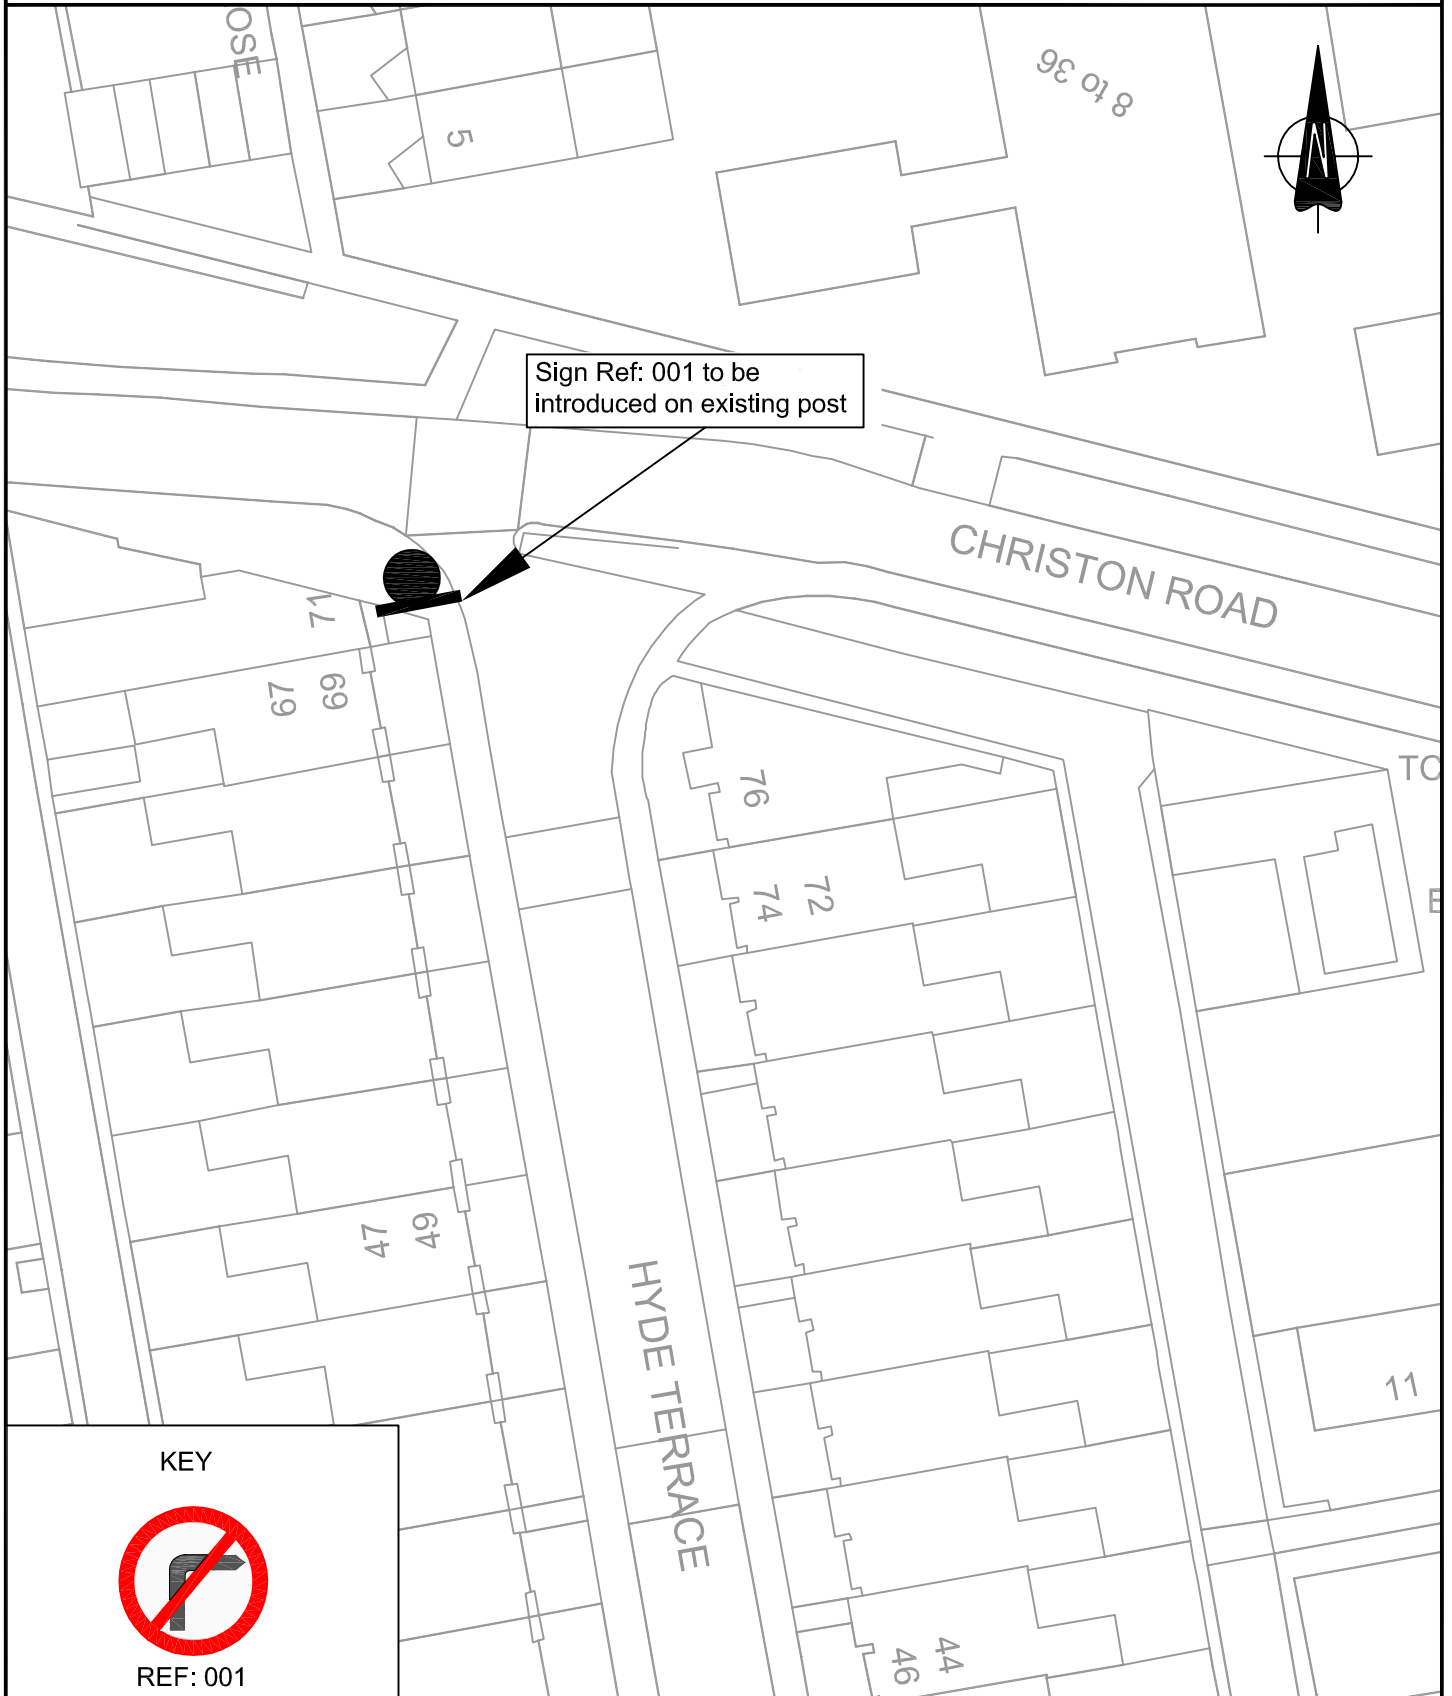 OSE
5
8 to 36
N
Sign Ref: 001 to be
introduced on existing post
CHRISTON ROAD
71
69
67
76
TO
74
72
E
49
47
HYDE TERRACE
11
KEY
46
44
REF: 001